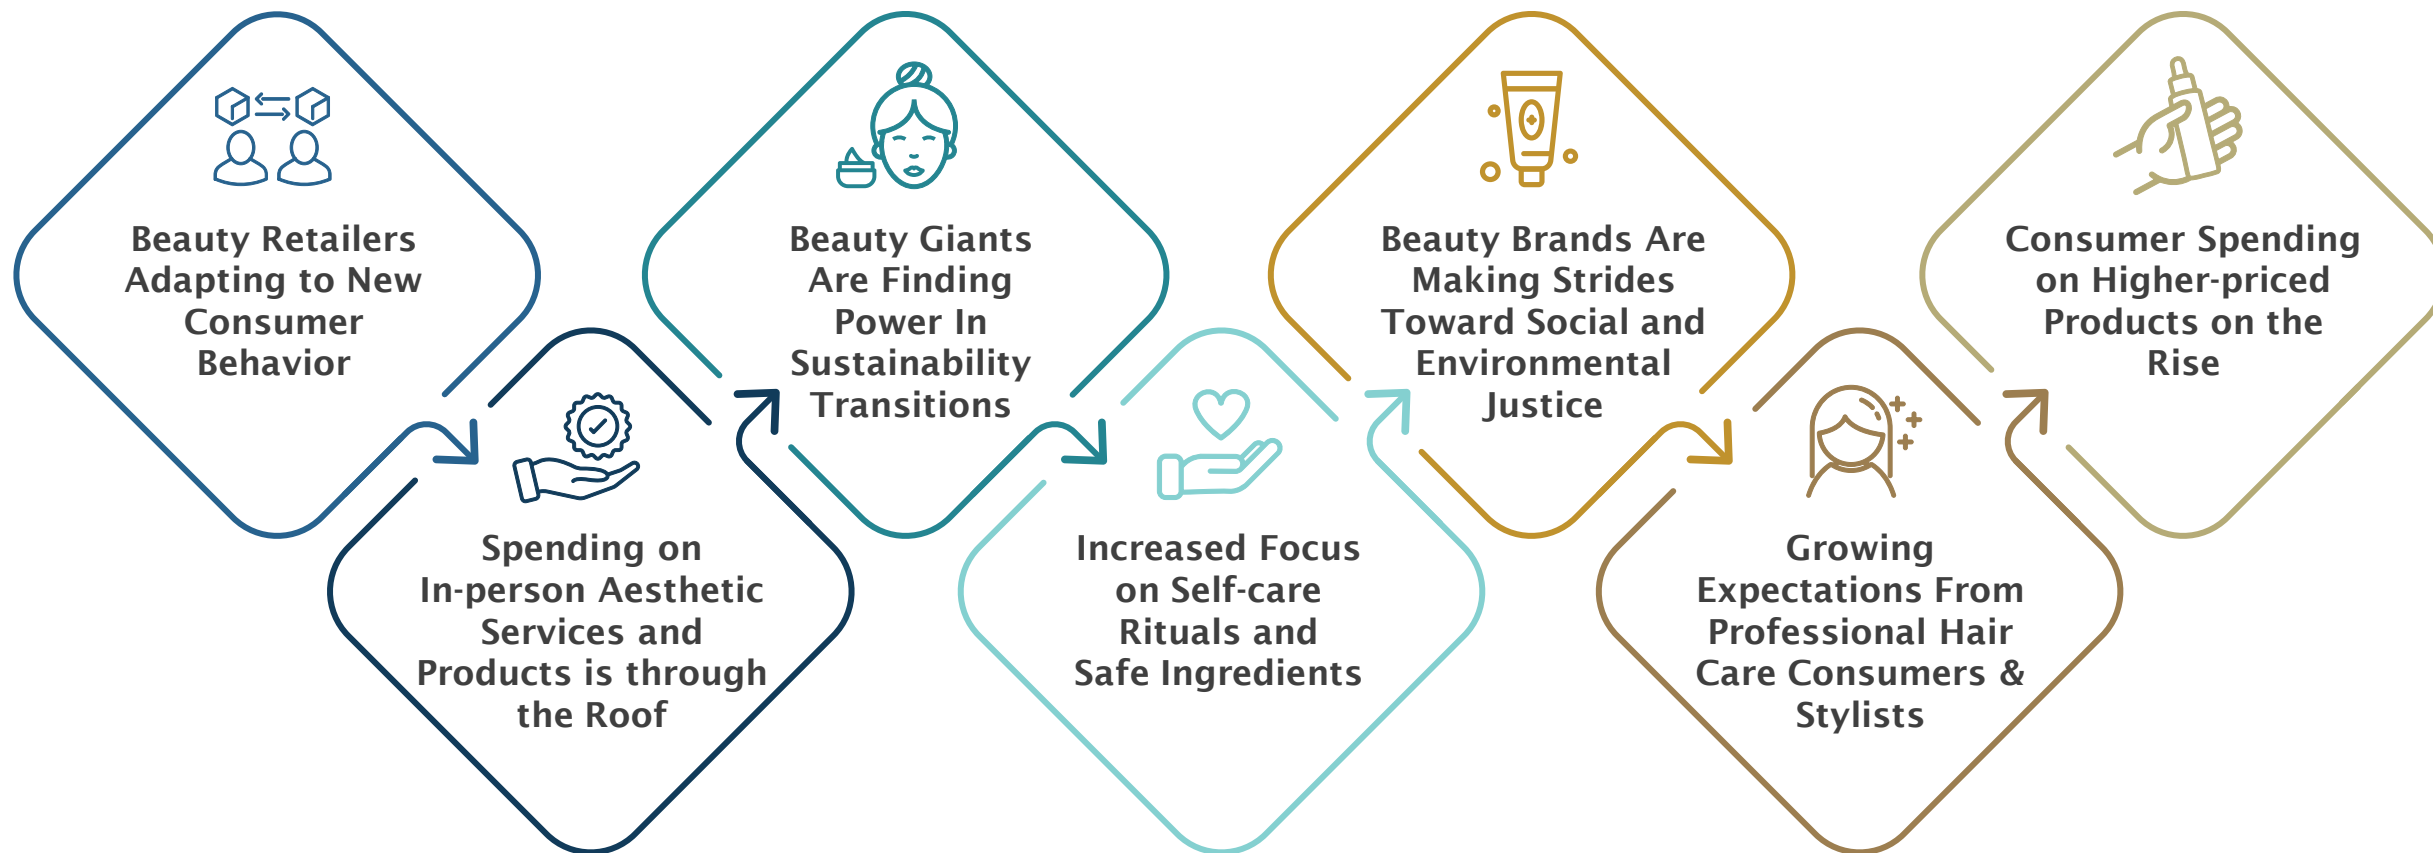 Beauty Retailers
Adapting to New
Consumer
Behavior
Spending on
In-person Aesthetic
Services and
Products is through
the Roof
Beauty Giants
Are Finding
Power In
Sustainability
Transitions
Increased Focus
on Self-care
Rituals and
Safe Ingredients
Beauty Brands Are
Making Strides
Toward Social and
Environmental
Justice
Growing
Expectations From
Professional Hair
Care Consumers &
Stylists
Consumer Spending
on Higher-priced
Products on the
Rise